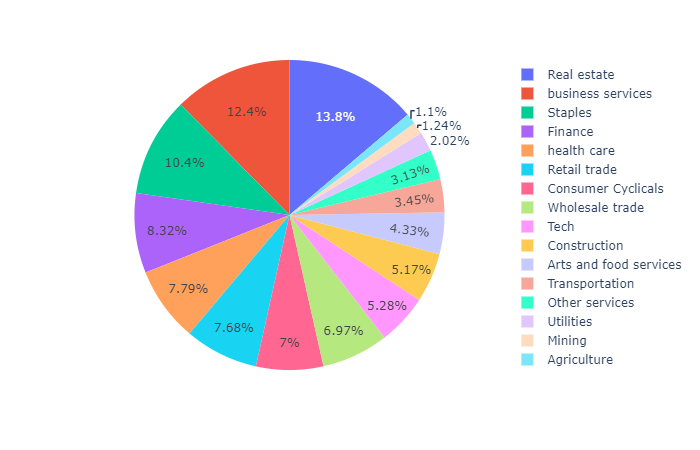 13.8%
1.1%
1.24%
2.02%
3.13%
3.45%
4.33%
5.17%
5.28%
6.97%
7%
7.68%
7.79%
8.32%
10.4%
12.4%
Real estate
business services
Staples
Finance
health care
Retail trade
Consumer Cyclicals
Wholesale trade
Tech
Construction
Arts and food services
Transportation
Other services
Utilities
Mining
Agriculture